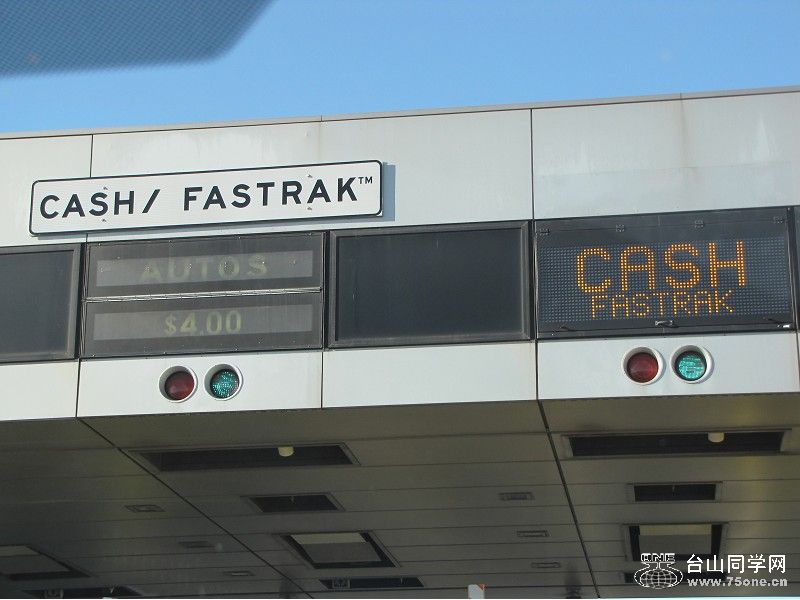 CASH/ FASTRAK™
AUTOS
$4.00
CASH
FASTRAK
台山同学网
www.75one.cn